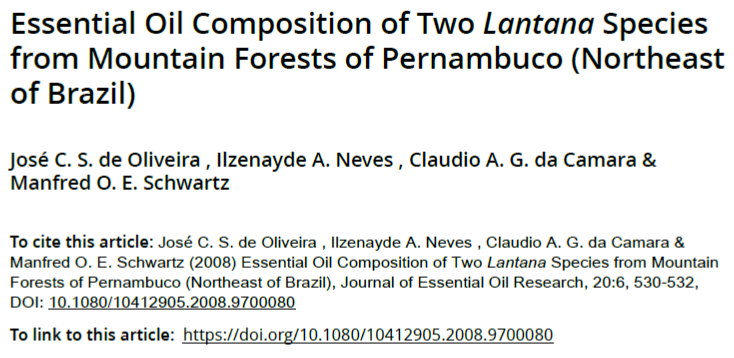 Essential Oil Composition of Two Lantana Species
from Mountain Forests of Pernambuco (Northeast
of Brazil)
José C. S. de Oliveira , Ilzenayde A. Neves , Claudio A. G. da Camara &
Manfred O. E. Schwartz
To cite this article: José C. S. de Oliveira , Ilzenayde A. Neves , Claudio A. G. da Camara &
Manfred O. E. Schwartz (2008) Essential Oil Composition of Two Lantana Species from Mountain
Forests of Pernambuco (Northeast of Brazil), Journal of Essential Oil Research, 20:6, 530-532,
DOI: 10.1080/10412905.2008.9700080
To link to this article: https://doi.org/10.1080/10412905.2008.9700080